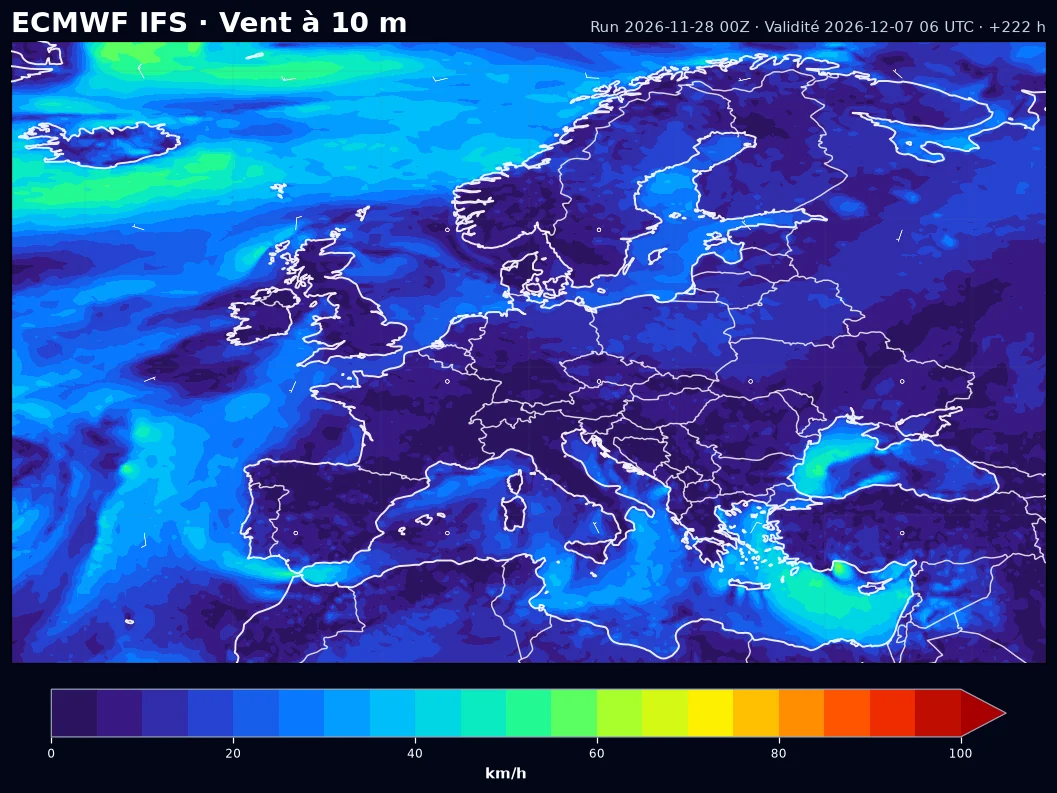 ECMWF IFS · Vent à 10 m
Run 2026-11-28 00Z · Validité 2026-12-07 06 UTC · +222 h
0 20 40 60 80 100
km/h